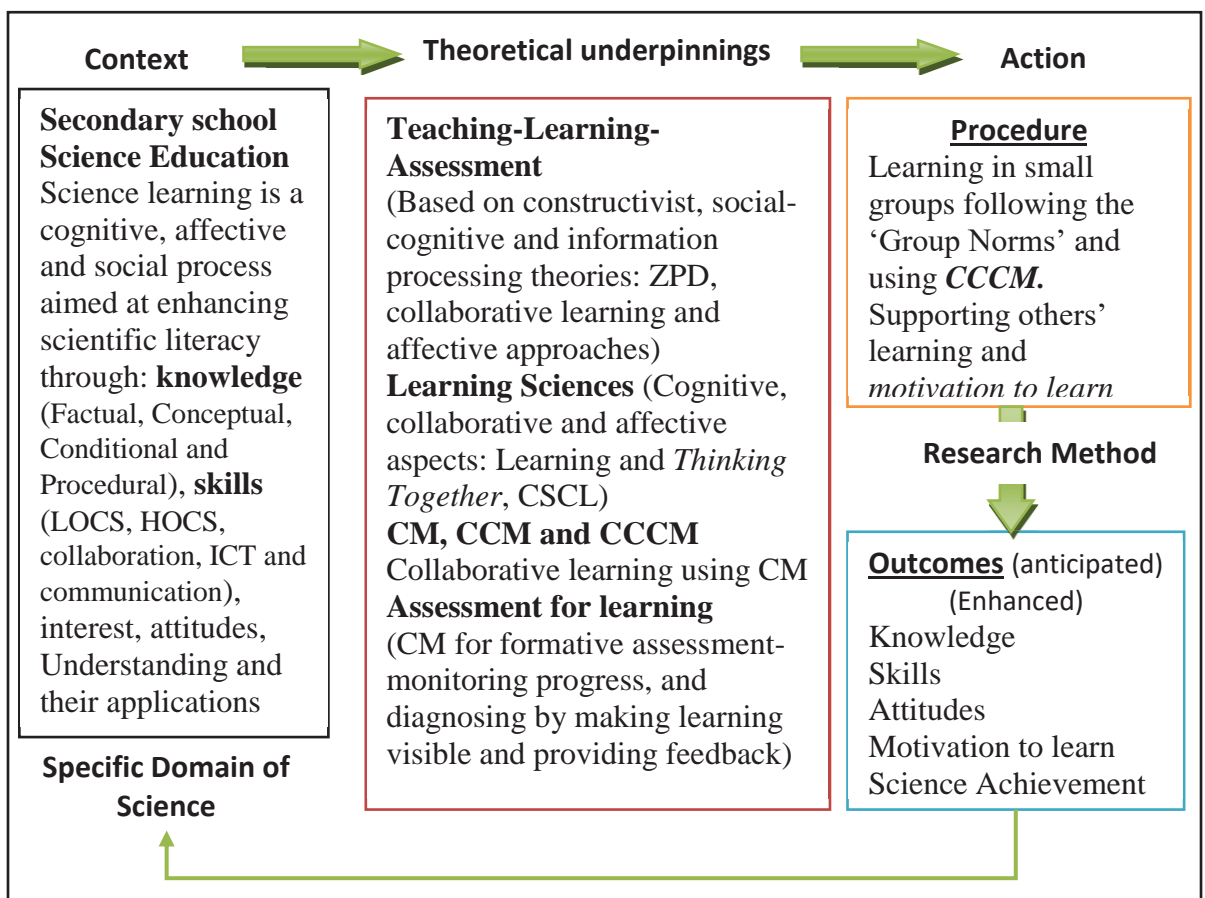 Context
Theoretical underpinnings
Action
Secondary school
Science Education
Science learning is a
cognitive, affective
and social process
aimed at enhancing
scientific literacy
through: knowledge
(Factual, Conceptual,
Conditional and
Procedural), skills
(LOCS, HOCS,
collaboration, ICT and
communication),
interest, attitudes,
Understanding and
their applications
Specific Domain of
Science
Teaching-Learning-
Assessment
(Based on constructivist, social-
cognitive and information
processing theories: ZPD,
collaborative learning and
affective approaches)
Learning Sciences (Cognitive,
collaborative and affective
aspects: Learning and Thinking
Together, CSCL)
CM, CCM and CCCM
Collaborative learning using CM
Assessment for learning
(CM for formative assessment-
monitoring progress, and
diagnosing by making learning
visible and providing feedback)
Procedure
Learning in small
groups following the
‘Group Norms’ and
using CCCM.
Supporting others’
learning and
motivation to learn
Research Method
Outcomes (anticipated)
(Enhanced)
Knowledge
Skills
Attitudes
Motivation to learn
Science Achievement